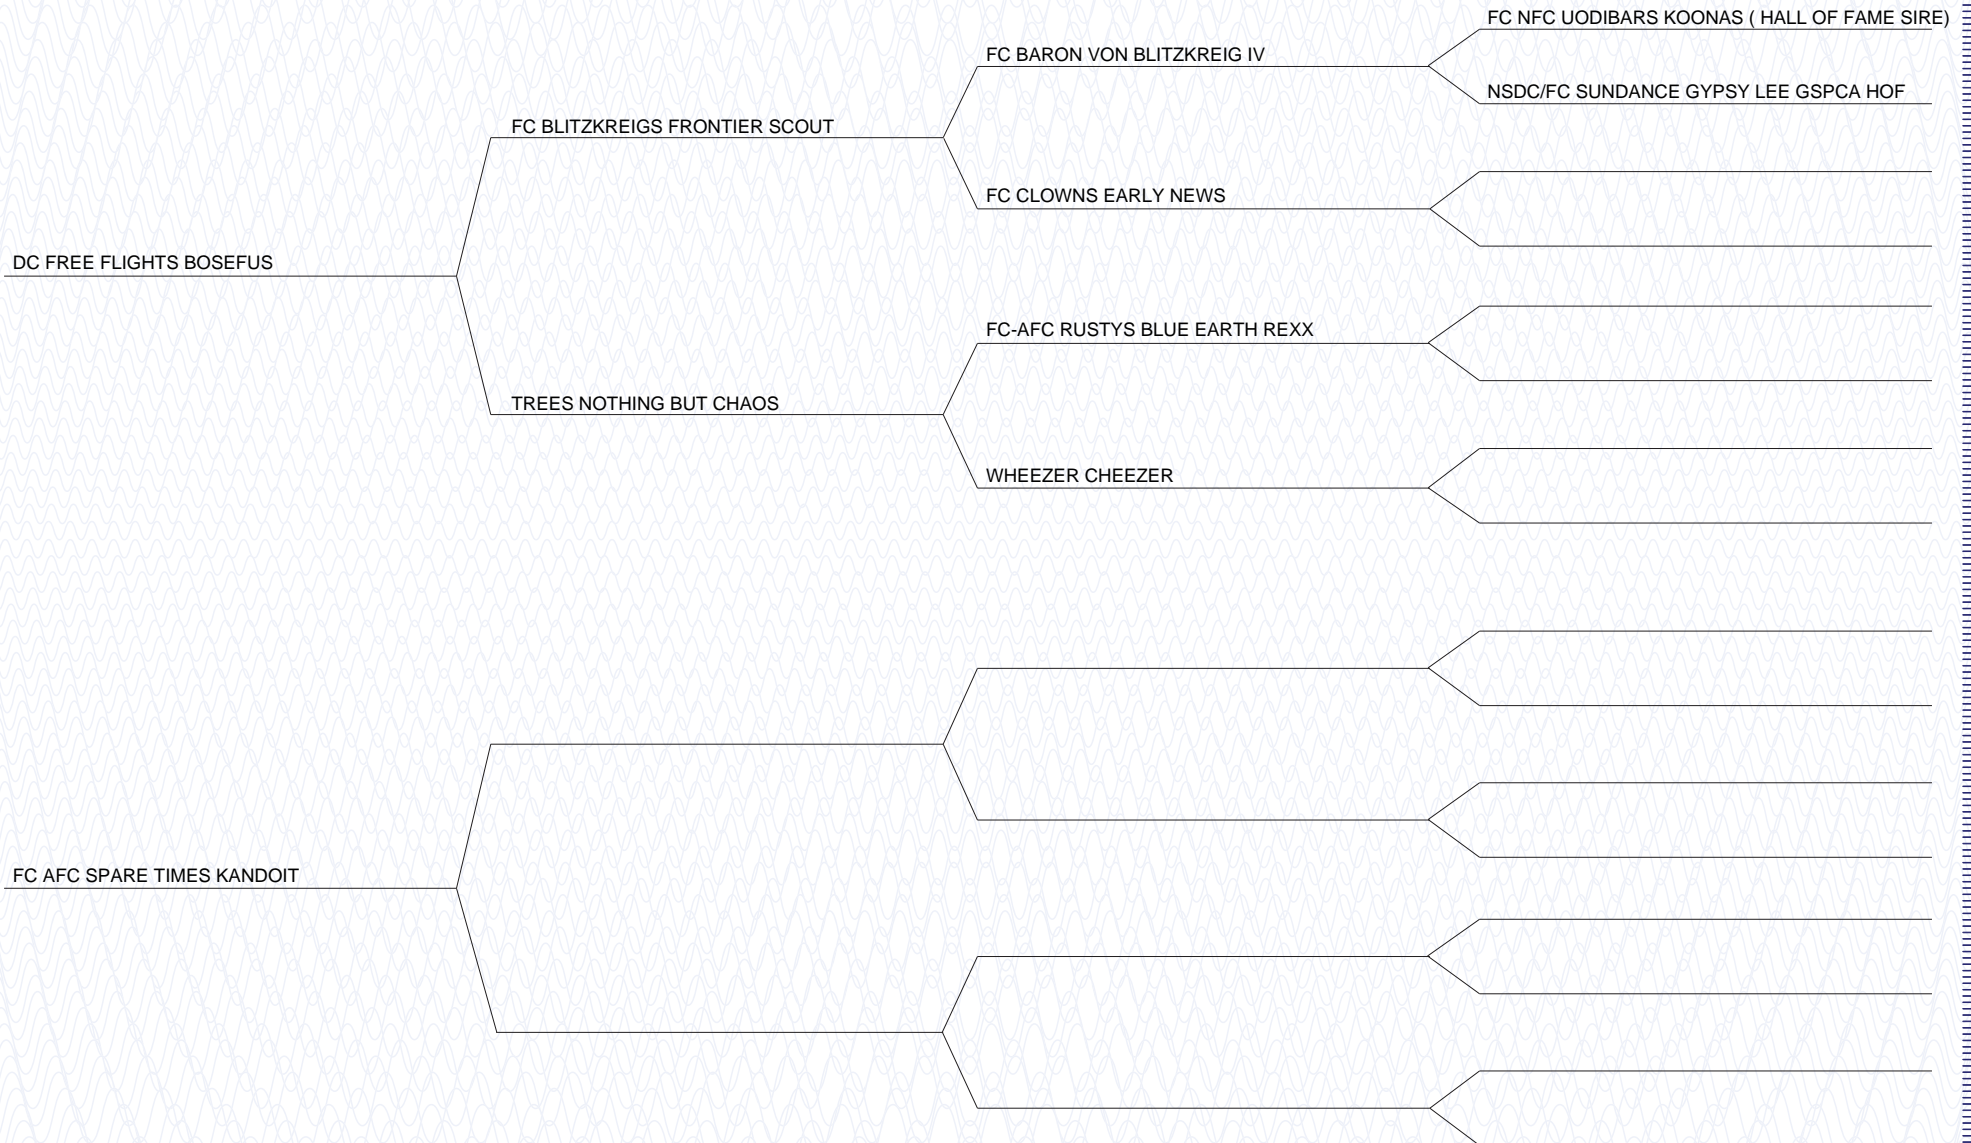 FC NFC UODIBARS KOONAS ( HALL OF FAME SIRE)
FC BARON VON BLITZKREIG IV
NSDC/FC SUNDANCE GYPSY LEE GSPCA HOF
FC BLITZKREIGS FRONTIER SCOUT
FC CLOWNS EARLY NEWS
DC FREE FLIGHTS BOSEFUS
FC-AFC RUSTYS BLUE EARTH REXX
TREES NOTHING BUT CHAOS
WHEEZER CHEEZER
FC AFC SPARE TIMES KANDOIT